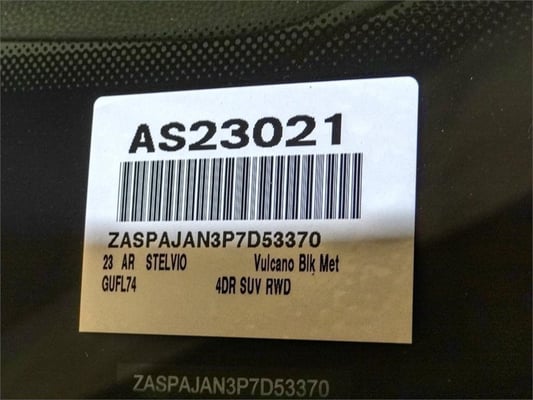 AS23021
ZASPAJAN3P7D53370
23 AR STELVIO Vulcano Blk Met
GUFL74 4DR SUV RWD
ZASPAJAN3P7D53370